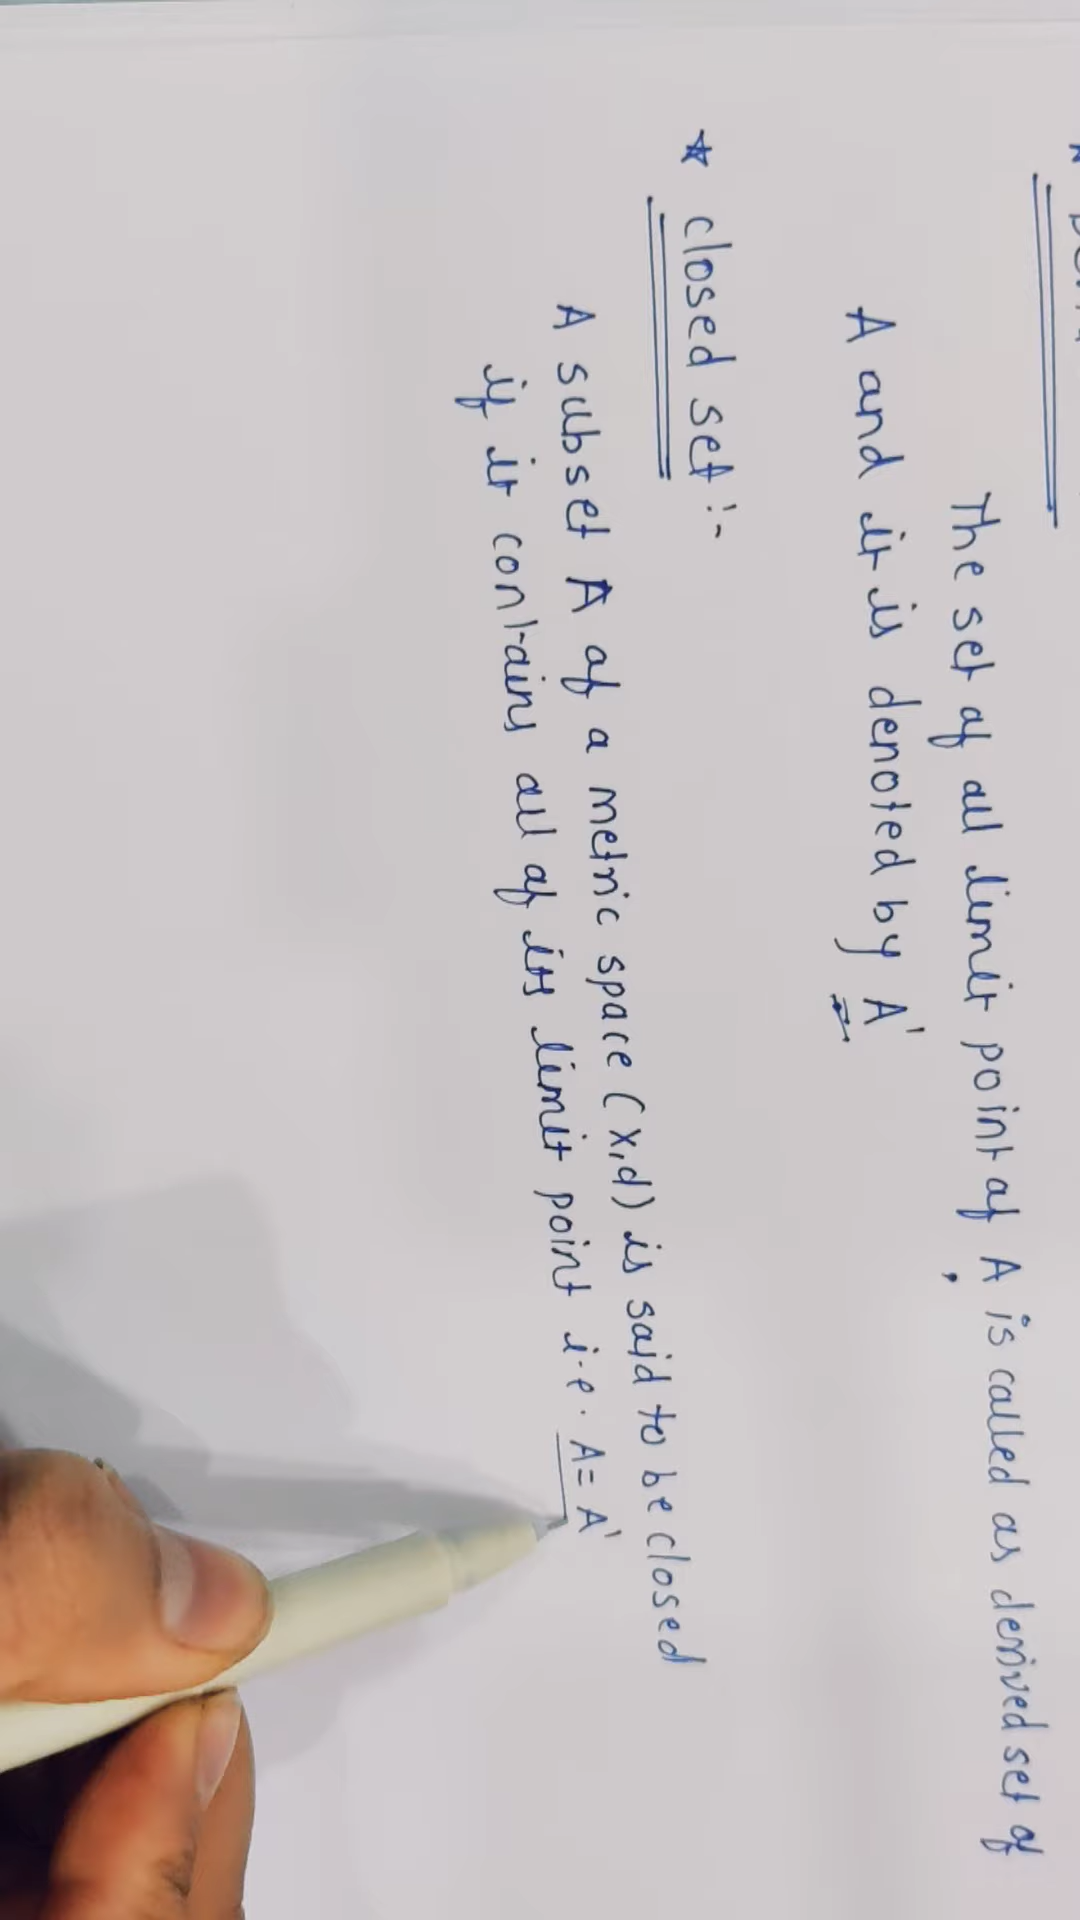 The set of all limit point of A is called as derived set of
A and it is denoted by A'
* closed set :-
A subset A of a metric space (x,d) is said to be closed
if it contains all of its limit point i.e. A = A'